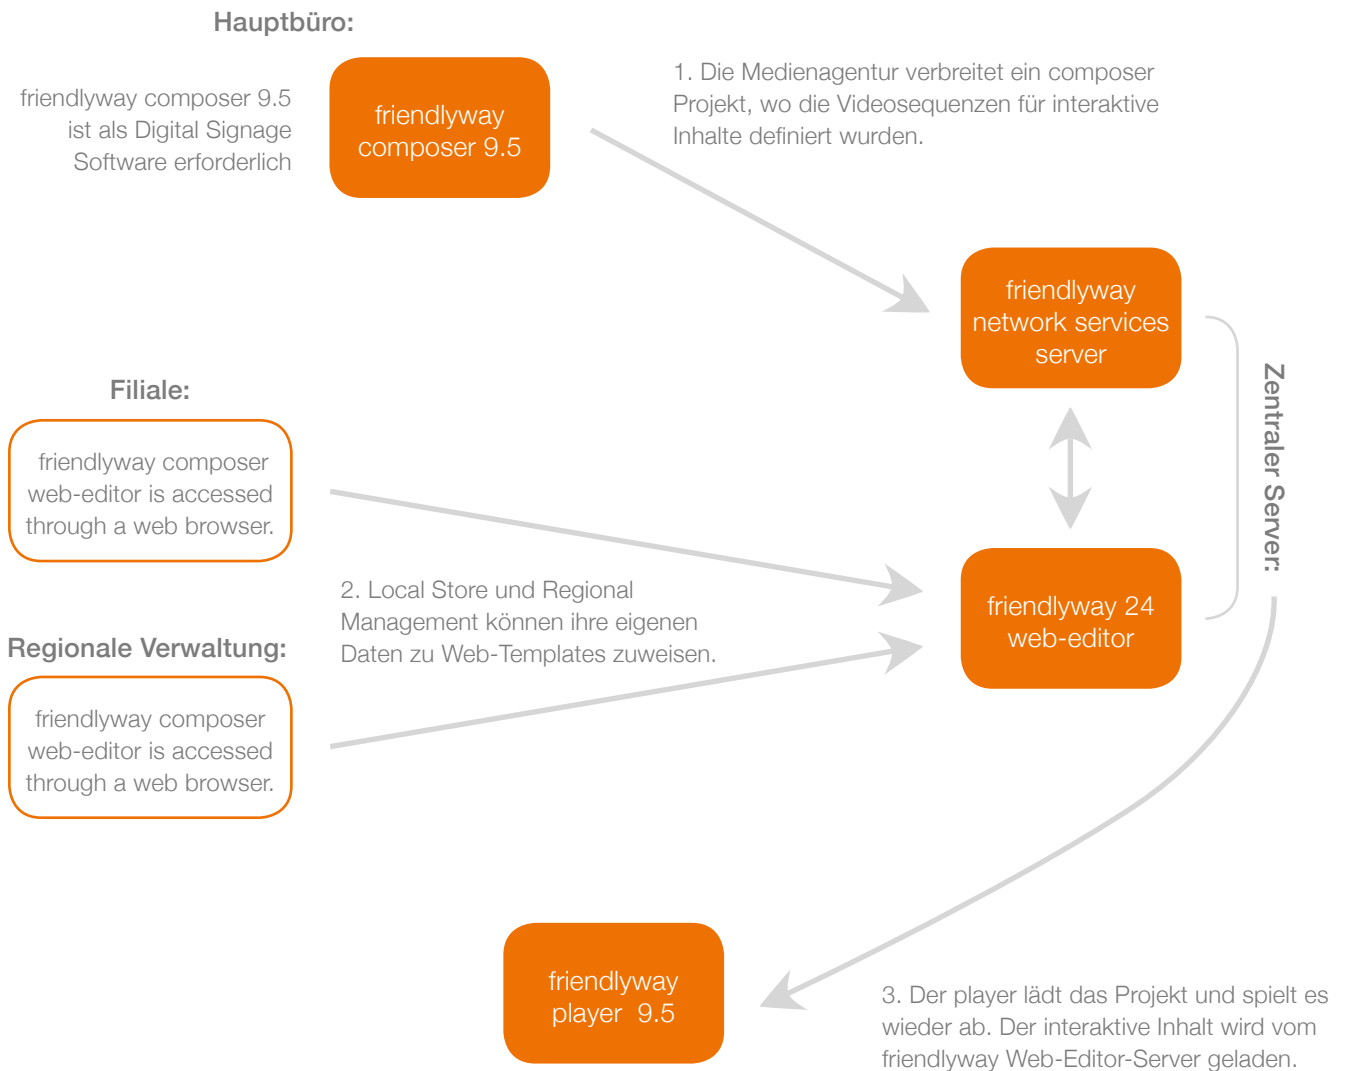 Hauptbüro:
friendlyway composer 9.5
ist als Digital Signage
Software erforderlich
friendlyway
composer 9.5
1. Die Medienagentur verbreitet ein composer
Projekt, wo die Videosequenzen für interaktive
Inhalte definiert wurden.
friendlyway
network services
server
Zentraler Server:
Filiale:
friendlyway composer
web-editor is accessed
through a web browser.
2. Local Store und Regional
Management können ihre eigenen
Daten zu Web-Templates zuweisen.
friendlyway 24
web-editor
Regionale Verwaltung:
friendlyway composer
web-editor is accessed
through a web browser.
friendlyway
player 9.5
3. Der player lädt das Projekt und spielt es
wieder ab. Der interaktive Inhalt wird vom
friendlyway Web-Editor-Server geladen.